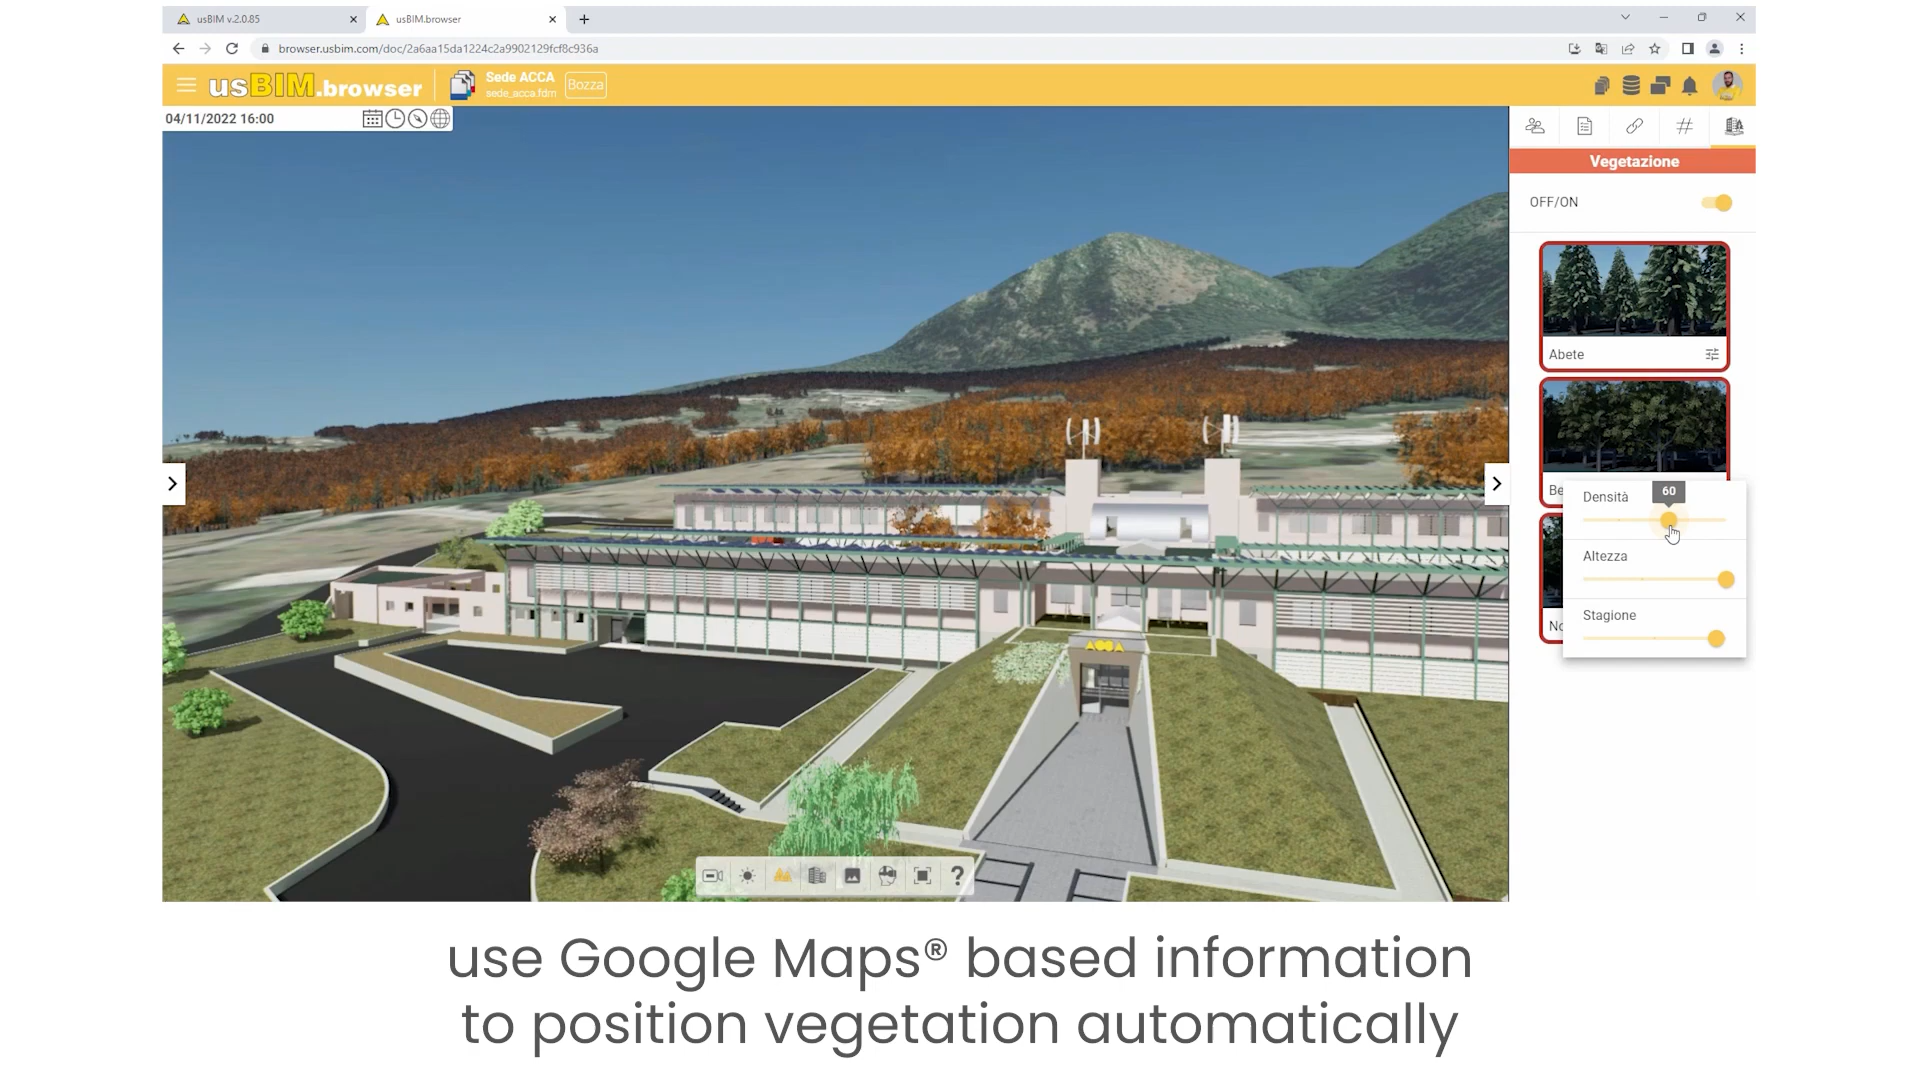 usBIM v.2.0.85
usBIM.browser
browser.usbim.com/doc/2a6aa15da1224c2a9902129fcf8c936a
usBIM.browser
Sede ACCA
sede_acca.fdm
Bozza
04/11/2022 16:00
Vegetazione
OFF/ON
Abete
Be
Densità
60
Altezza
Stagione
No
ACCA
?
use Google Maps® based information
to position vegetation automatically